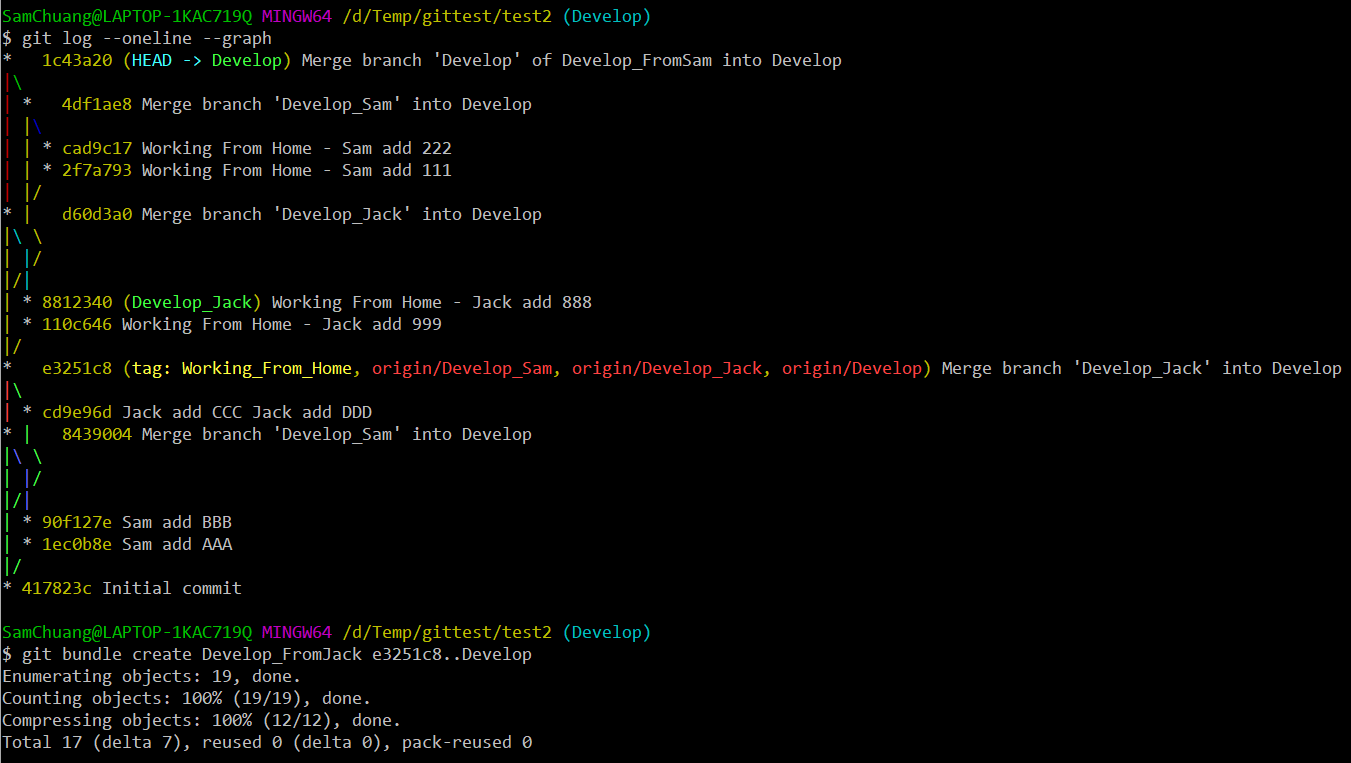 SamChuang@LAPTOP-1KAC719Q MINGW64 /d/Temp/gittest/test2 (Develop)
$ git log --oneline --graph
*   1c43a20 (HEAD -> Develop) Merge branch 'Develop' of Develop_FromSam into Develop
|\
| *   4df1ae8 Merge branch 'Develop_Sam' into Develop
| |\
| | * cad9c17 Working From Home - Sam add 222
| | * 2f7a793 Working From Home - Sam add 111
| |/
* |   d60d3a0 Merge branch 'Develop_Jack' into Develop
|\ \
| |/
|/|
| * 8812340 (Develop_Jack) Working From Home - Jack add 888
| * 110c646 Working From Home - Jack add 999
|/
*   e3251c8 (tag: Working_From_Home, origin/Develop_Sam, origin/Develop_Jack, origin/Develop) Merge branch 'Develop_Jack' into Develop
|\
| * cd9e96d Jack add CCC Jack add DDD
* |   8439004 Merge branch 'Develop_Sam' into Develop
|\ \
| |/
|/|
| * 90f127e Sam add BBB
| * 1ec0b8e Sam add AAA
|/
* 417823c Initial commit
SamChuang@LAPTOP-1KAC719Q MINGW64 /d/Temp/gittest/test2 (Develop)
$ git bundle create Develop_FromJack e3251c8..Develop
Enumerating objects: 19, done.
Counting objects: 100% (19/19), done.
Compressing objects: 100% (12/12), done.
Total 17 (delta 7), reused 0 (delta 0), pack-reused 0